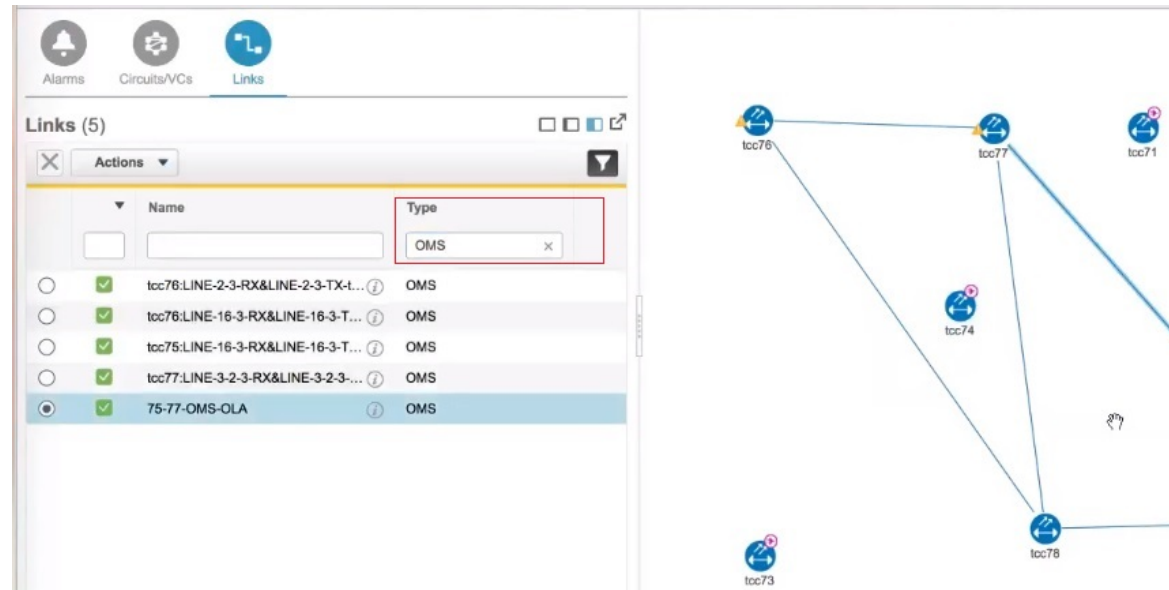 Alarms
Circuits/VCs
Links
Links (5)
Actions
Name
Type
OMS
tcc76:LINE-2-3-RX&LINE-2-3-TX-t... OMS
tcc76:LINE-16-3-RX&LINE-16-3-T... OMS
tcc75:LINE-16-3-RX&LINE-16-3-T... OMS
tcc77:LINE-3-2-3-RX&LINE-3-2-3-... OMS
75-77-OMS-OLA OMS
tcc76
tcc77
tcc71
tcc74
tcc78
tcc73